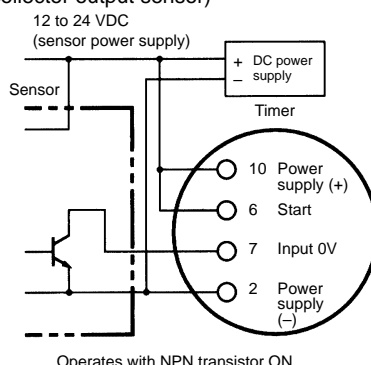 ollector output sensor)
12 to 24 VDC
(sensor power supply)
+ DC power
– supply
Sensor
Timer
10 Power
supply (+)
6 Start
7 Input 0V
2 Power
supply
(–)
Operates with NPN transistor ON